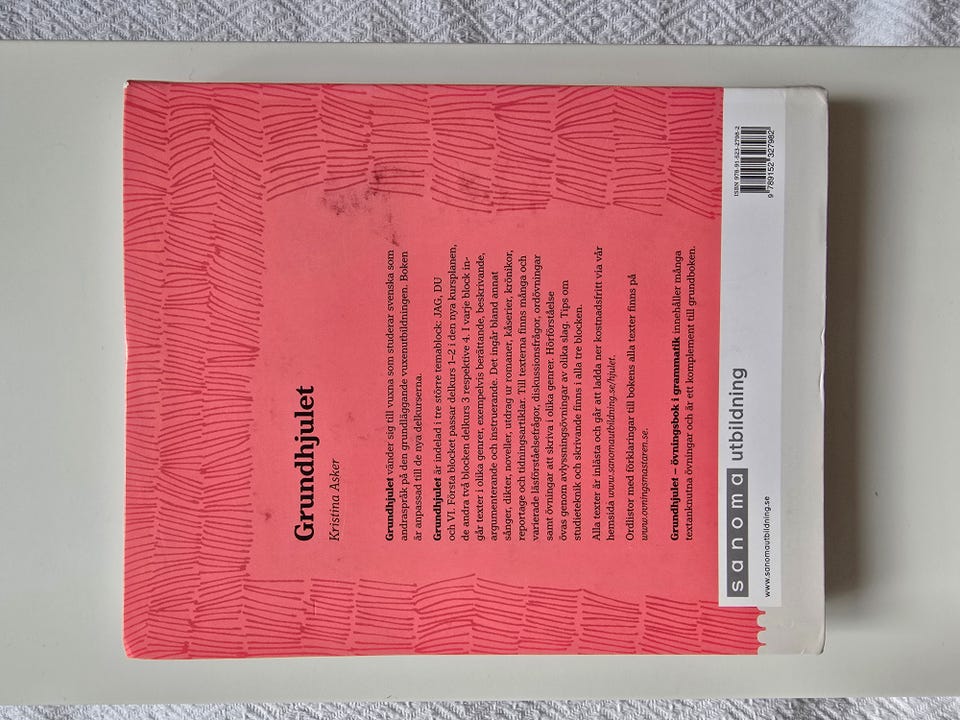 Grundhjulet
Kristina Asker
Grundhjulet vänder sig till vuxna som studerar svenska som
andraspråk på den grundläggande vuxenutbildningen. Boken
är anpassad till de nya delkurserna.
Grundhjulet är indelad i tre större temablock: JAG, DU
och VI. Första blocket passar delkurs 1–2 i den nya kursplanen,
de andra två blocken delkurs 3 respektive 4. I varje block in-
går texter i olika genrer, exempelvis berättande, beskrivande,
argumenterande och instruerande. Det ingår bland annat
sånger, dikter, noveller, utdrag ur romaner, kåserier, krönikor,
reportage och tidningsartiklar. Till texterna finns många och
varierade läsförståelsefrågor, diskussionsfrågor, ordövningar
samt övningar att skriva i olika genrer. Hörförståelse
övas genom avlyssningsövningar av olika slag. Tips om
studieteknik och skrivande finns i alla tre blocken.
Alla texter är inlästa och går att ladda ner kostnadsfritt via vår
hemsida www.sanomautbildning.se/hjulet.
Ordlistor med förklaringar till bokens alla texter finns på
www.ovningsmastaren.se.
Grundhjulet – övningsbok i grammatik innehåller många
textanknutna övningar och är ett komplement till grundboken.
sanoma utbildning
www.sanomautbildning.se
ISBN 978-91-523-2798-2
9 789152 327982